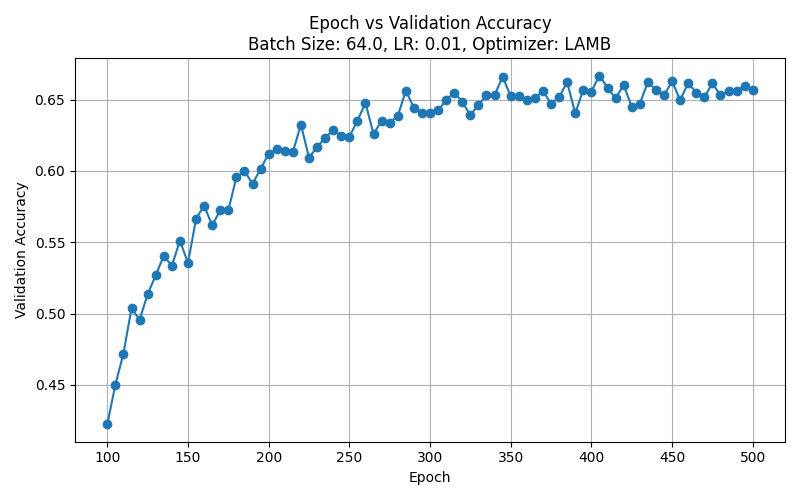 Epoch vs Validation Accuracy
Batch Size: 64.0, LR: 0.01, Optimizer: LAMB
Validation Accuracy
0.65
0.60
0.55
0.50
0.45
100 150 200 250 300 350 400 450 500
Epoch